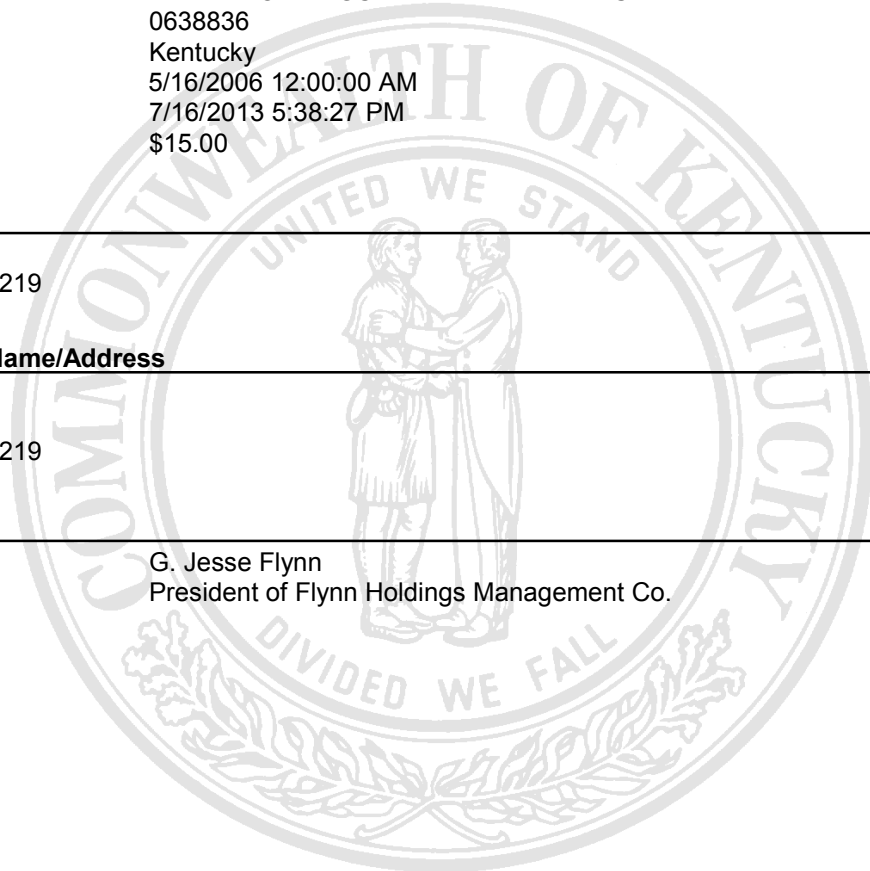 0638836
Kentucky
5/16/2006 12:00:00 AM
7/16/2013 5:38:27 PM
$15.00
219
Name/Address
219
G. Jesse Flynn
President of Flynn Holdings Management Co.
COMMONWEALTH OF KENTUCKY
UNITED WE STAND
DIVIDED WE FALL